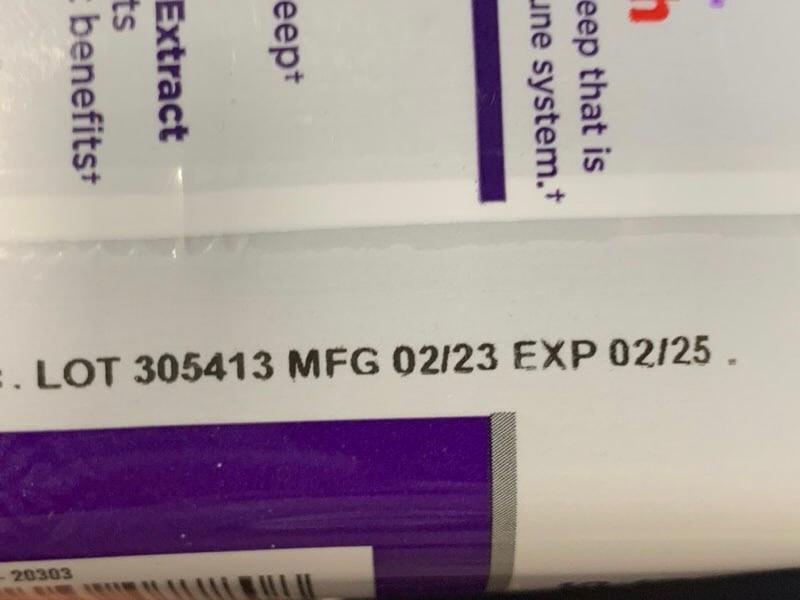 eep that is
une system.†
eep†
Extract
ts
benefits†
. LOT 305413 MFG 02/23 EXP 02/25 .
- 20303